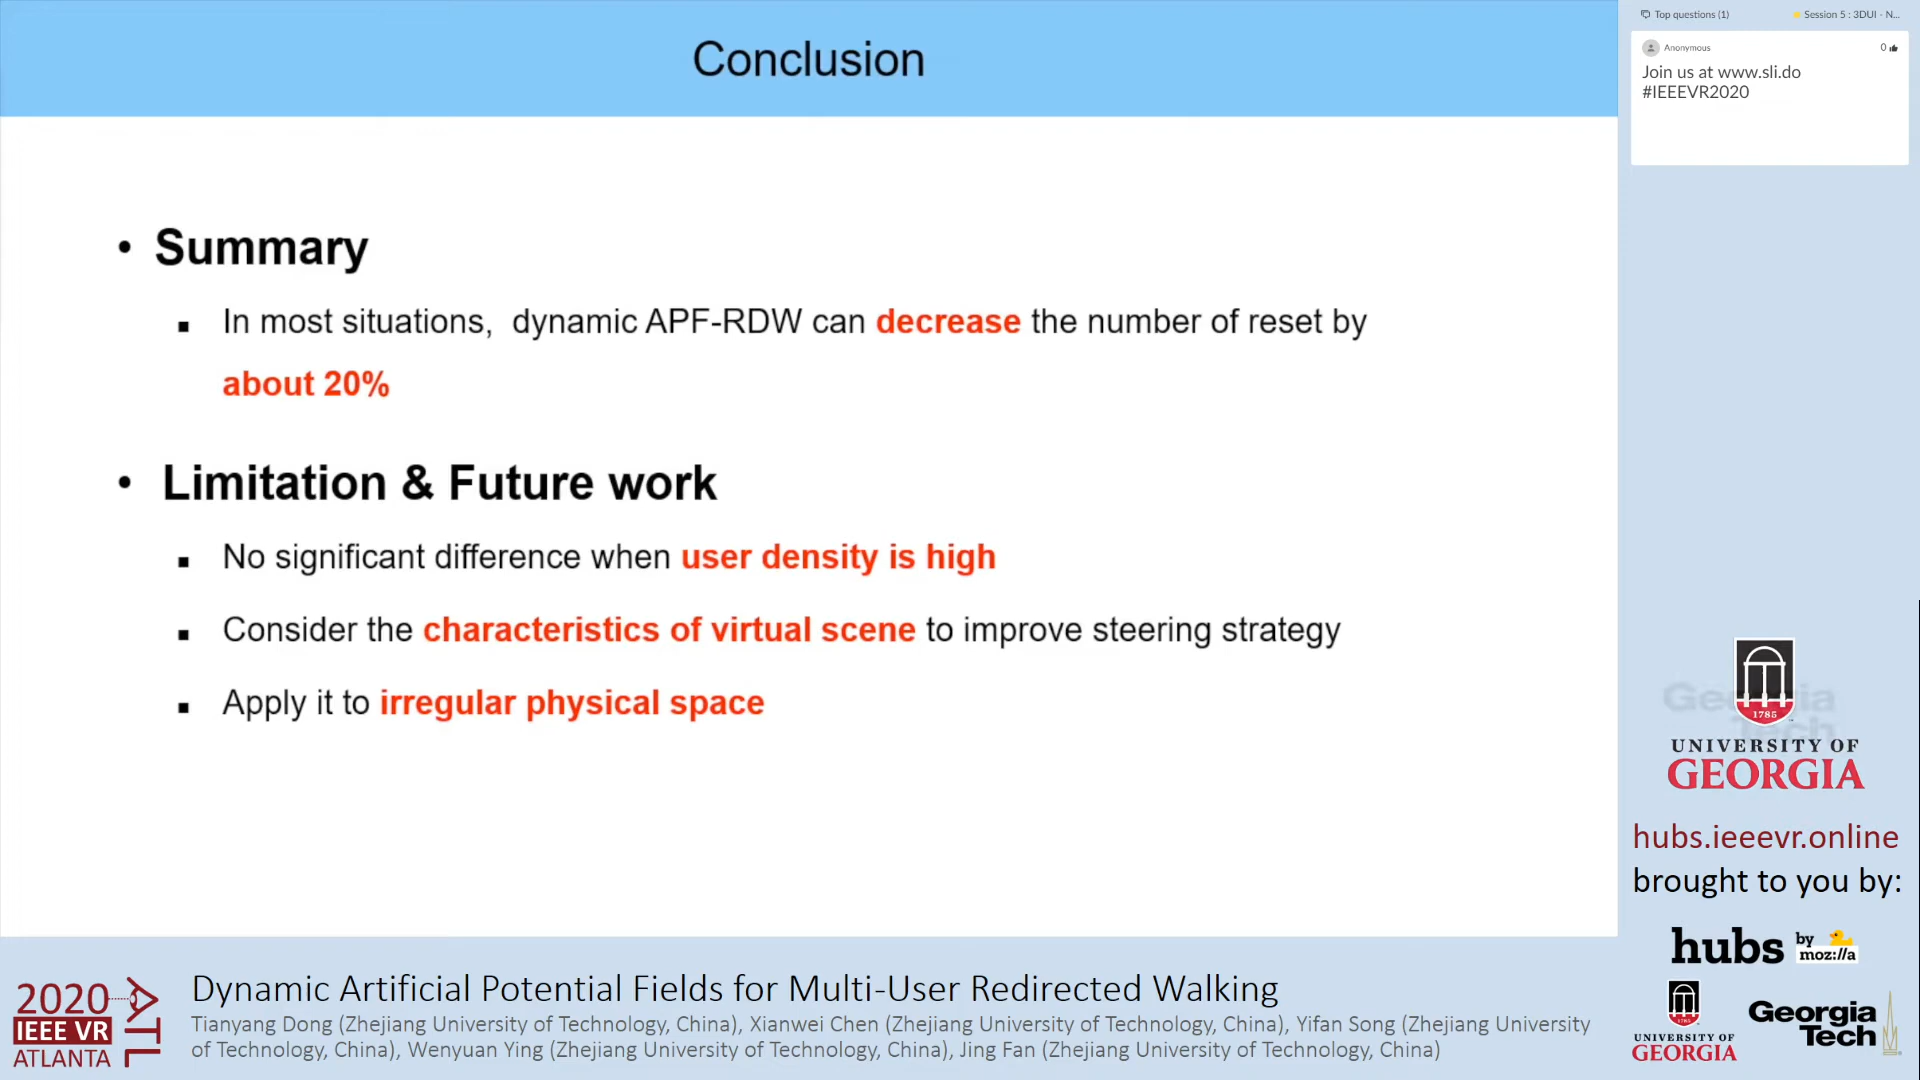 Conclusion
• Summary
▪ In most situations, dynamic APF-RDW can decrease the number of reset by
about 20%
• Limitation & Future work
▪ No significant difference when user density is high
▪ Consider the characteristics of virtual scene to improve steering strategy
▪ Apply it to irregular physical space
Top questions (1)
Session 5 : 3DUI - N...
Anonymous
0
Join us at www.sli.do
#IEEEVR2020
Georgia
Tech
1785
UNIVERSITY OF
GEORGIA
hubs.ieeevr.online
brought to you by:
hubs by
moz://a
UNIVERSITY OF
GEORGIA
Georgia
Tech
2020
IEEE VR
ATLANTA
ATL
Dynamic Artificial Potential Fields for Multi-User Redirected Walking
Tianyang Dong (Zhejiang University of Technology, China), Xianwei Chen (Zhejiang University of Technology, China), Yifan Song (Zhejiang University
of Technology, China), Wenyuan Ying (Zhejiang University of Technology, China), Jing Fan (Zhejiang University of Technology, China)